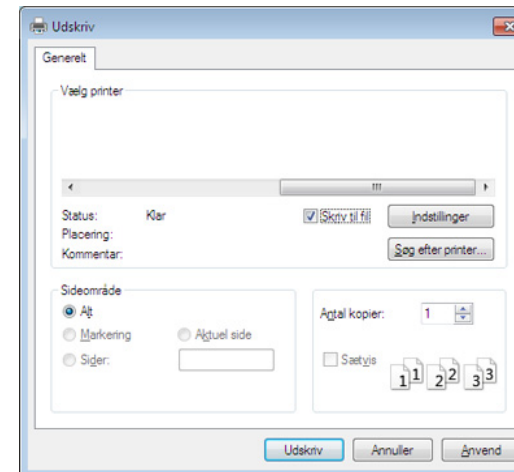 Udskriv
Generelt
Vælg printer
Status: Klar
Skriv til fil
Indstillinger
Placering:
Kommentar:
Søg efter printer...
Sideområde
Alt
Markering
Aktuel side
Sider:
Antal kopier: 1
Sætvis
1 1 2 2 3 3
Udskriv
Annuller
Anvend